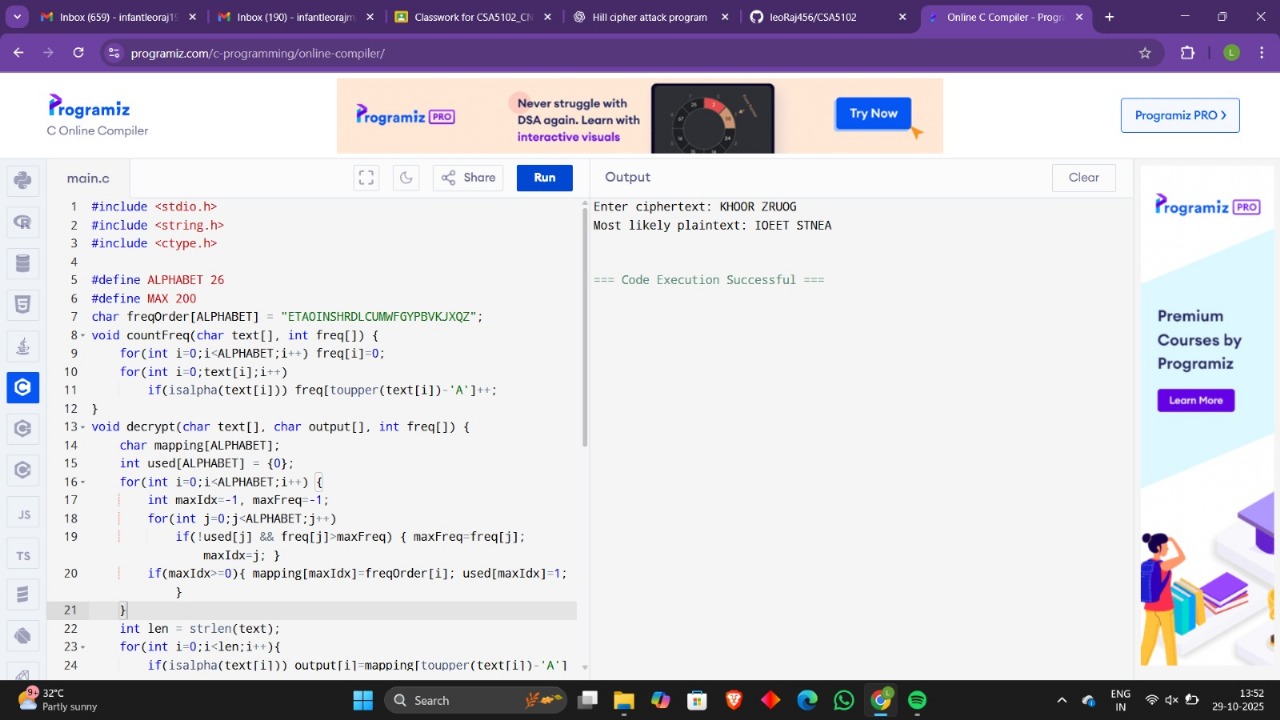 Inbox (659) - infantleoraj19
Inbox (190) - infantleorajm
Classwork for CSA5102_CN
Hill cipher attack program
leoRaj456/CSA5102
Online C Compiler - Progr
programiz.com/c-programming/online-compiler/
L
Programiz
C Online Compiler
Programiz PRO
Never struggle with
DSA again. Learn with
interactive visuals
Try Now
Programiz PRO
main.c
Share
Run
Output
Clear
1 #include <stdio.h>
2 #include <string.h>
3 #include <ctype.h>
4
5 #define ALPHABET 26
6 #define MAX 200
7 char freqOrder[ALPHABET] = "ETAOINSHRDLCUMWFGYPBVKJXQZ";
8 void countFreq(char text[], int freq[]) {
9 for(int i=0;i<ALPHABET;i++) freq[i]=0;
10 for(int i=0;text[i];i++)
11 if(isalpha(text[i])) freq[toupper(text[i])-'A']++;
12 }
13 void decrypt(char text[], char output[], int freq[]) {
14 char mapping[ALPHABET];
15 int used[ALPHABET] = {0};
16 for(int i=0;i<ALPHABET;i++) {
17 int maxIdx=-1, maxFreq=-1;
18 for(int j=0;j<ALPHABET;j++)
19 if(!used[j] && freq[j]>maxFreq) { maxFreq=freq[j];
maxIdx=j; }
20 if(maxIdx>=0){ mapping[maxIdx]=freqOrder[i]; used[maxIdx]=1;
}
21 }
22 int len = strlen(text);
23 for(int i=0;i<len;i++){
24 if(isalpha(text[i])) output[i]=mapping[toupper(text[i])-'A']
Enter ciphertext: KHOOR ZRUOG
Most likely plaintext: IOEET STNEA
=== Code Execution Successful ===
JS
TS
Programiz PRO
Premium
Courses by
Programiz
Learn More
9+
32°C
Partly sunny
Search
L
ENG
IN
13:52
29-10-2025